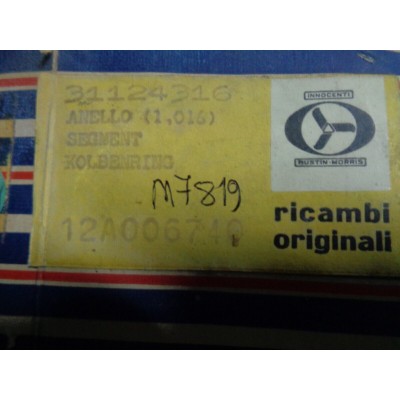 31124316
ANELLO (1,016)
SEGMENT
KOLBENRING
M7819
12A006740
INNOCENTI
AUSTIN-MORRIS
ricambi
originali